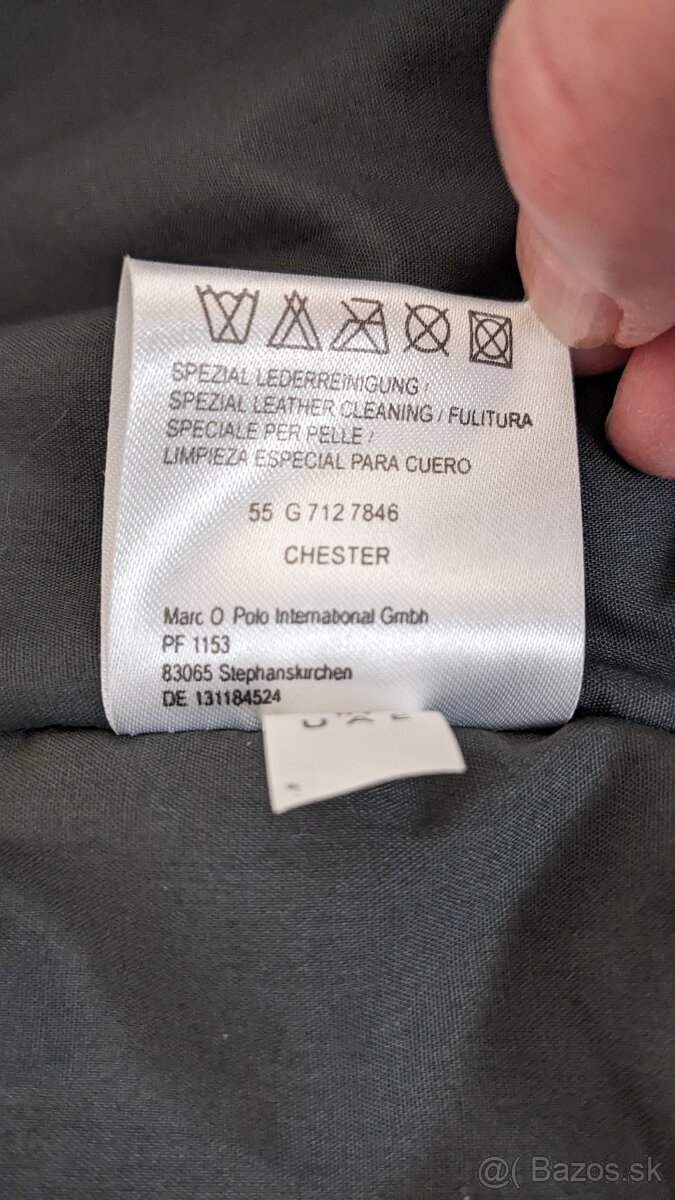 SPEZIAL LEDERREINIGUNG /
SPEZIAL LEATHER CLEANING / FULITURA
SPECIALE PER PELLE /
LIMPIEZA ESPECIAL PARA CUERO
55 G 712 7846
CHESTER
Marc O Polo International Gmbh
PF 1153
83065 Stephanskirchen
DE 131184524
UAE
@( Bazos.sk